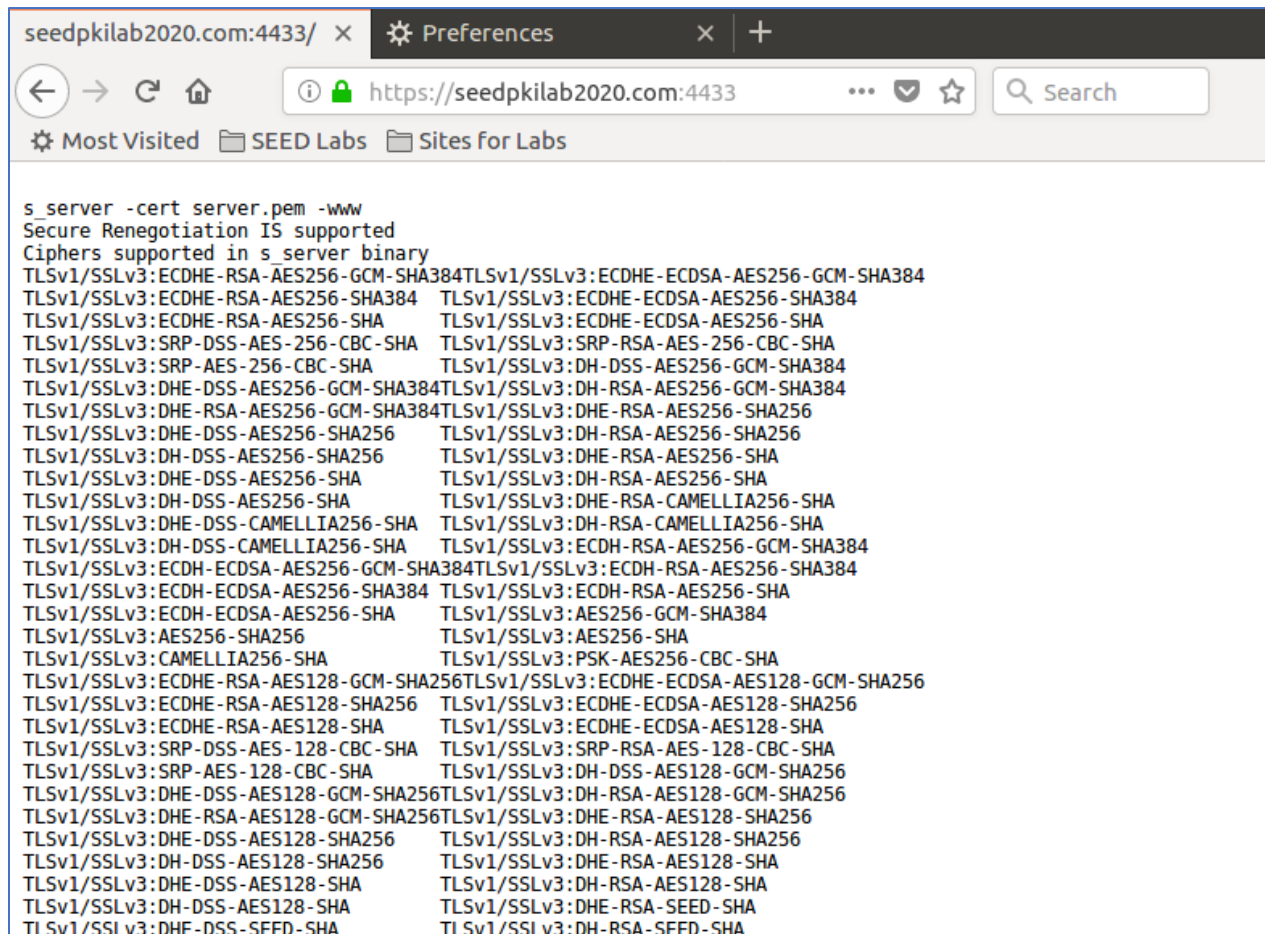 seedpkilab2020.com:4433/ × Preferences × +
https://seedpkilab2020.com:4433 ••• Search
Most Visited SEED Labs Sites for Labs
s_server -cert server.pem -www
Secure Renegotiation IS supported
Ciphers supported in s_server binary
TLSv1/SSLv3:ECDHE-RSA-AES256-GCM-SHA384TLSv1/SSLv3:ECDHE-ECDSA-AES256-GCM-SHA384
TLSv1/SSLv3:ECDHE-RSA-AES256-SHA384 TLSv1/SSLv3:ECDHE-ECDSA-AES256-SHA384
TLSv1/SSLv3:ECDHE-RSA-AES256-SHA TLSv1/SSLv3:ECDHE-ECDSA-AES256-SHA
TLSv1/SSLv3:SRP-DSS-AES-256-CBC-SHA TLSv1/SSLv3:SRP-RSA-AES-256-CBC-SHA
TLSv1/SSLv3:SRP-AES-256-CBC-SHA TLSv1/SSLv3:DH-DSS-AES256-GCM-SHA384
TLSv1/SSLv3:DHE-DSS-AES256-GCM-SHA384TLSv1/SSLv3:DH-RSA-AES256-GCM-SHA384
TLSv1/SSLv3:DHE-RSA-AES256-GCM-SHA384TLSv1/SSLv3:DHE-RSA-AES256-SHA256
TLSv1/SSLv3:DHE-DSS-AES256-SHA256 TLSv1/SSLv3:DH-RSA-AES256-SHA256
TLSv1/SSLv3:DH-DSS-AES256-SHA256 TLSv1/SSLv3:DHE-RSA-AES256-SHA
TLSv1/SSLv3:DHE-DSS-AES256-SHA TLSv1/SSLv3:DH-RSA-AES256-SHA
TLSv1/SSLv3:DH-DSS-AES256-SHA TLSv1/SSLv3:DHE-RSA-CAMELLIA256-SHA
TLSv1/SSLv3:DHE-DSS-CAMELLIA256-SHA TLSv1/SSLv3:DH-RSA-CAMELLIA256-SHA
TLSv1/SSLv3:DH-DSS-CAMELLIA256-SHA TLSv1/SSLv3:ECDH-RSA-AES256-GCM-SHA384
TLSv1/SSLv3:ECDH-ECDSA-AES256-GCM-SHA384TLSv1/SSLv3:ECDH-RSA-AES256-SHA384
TLSv1/SSLv3:ECDH-ECDSA-AES256-SHA384 TLSv1/SSLv3:ECDH-RSA-AES256-SHA
TLSv1/SSLv3:ECDH-ECDSA-AES256-SHA TLSv1/SSLv3:AES256-GCM-SHA384
TLSv1/SSLv3:AES256-SHA256 TLSv1/SSLv3:AES256-SHA
TLSv1/SSLv3:CAMELLIA256-SHA TLSv1/SSLv3:PSK-AES256-CBC-SHA
TLSv1/SSLv3:ECDHE-RSA-AES128-GCM-SHA256TLSv1/SSLv3:ECDHE-ECDSA-AES128-GCM-SHA256
TLSv1/SSLv3:ECDHE-RSA-AES128-SHA256 TLSv1/SSLv3:ECDHE-ECDSA-AES128-SHA256
TLSv1/SSLv3:ECDHE-RSA-AES128-SHA TLSv1/SSLv3:ECDHE-ECDSA-AES128-SHA
TLSv1/SSLv3:SRP-DSS-AES-128-CBC-SHA TLSv1/SSLv3:SRP-RSA-AES-128-CBC-SHA
TLSv1/SSLv3:SRP-AES-128-CBC-SHA TLSv1/SSLv3:DH-DSS-AES128-GCM-SHA256
TLSv1/SSLv3:DHE-DSS-AES128-GCM-SHA256TLSv1/SSLv3:DH-RSA-AES128-GCM-SHA256
TLSv1/SSLv3:DHE-RSA-AES128-GCM-SHA256TLSv1/SSLv3:DHE-RSA-AES128-SHA256
TLSv1/SSLv3:DHE-DSS-AES128-SHA256 TLSv1/SSLv3:DH-RSA-AES128-SHA256
TLSv1/SSLv3:DH-DSS-AES128-SHA256 TLSv1/SSLv3:DHE-RSA-AES128-SHA
TLSv1/SSLv3:DHE-DSS-AES128-SHA TLSv1/SSLv3:DH-RSA-AES128-SHA
TLSv1/SSLv3:DH-DSS-AES128-SHA TLSv1/SSLv3:DHE-RSA-SEED-SHA
TLSv1/SSLv3:DHE-DSS-SEED-SHA TLSv1/SSLv3:DH-RSA-SEED-SHA